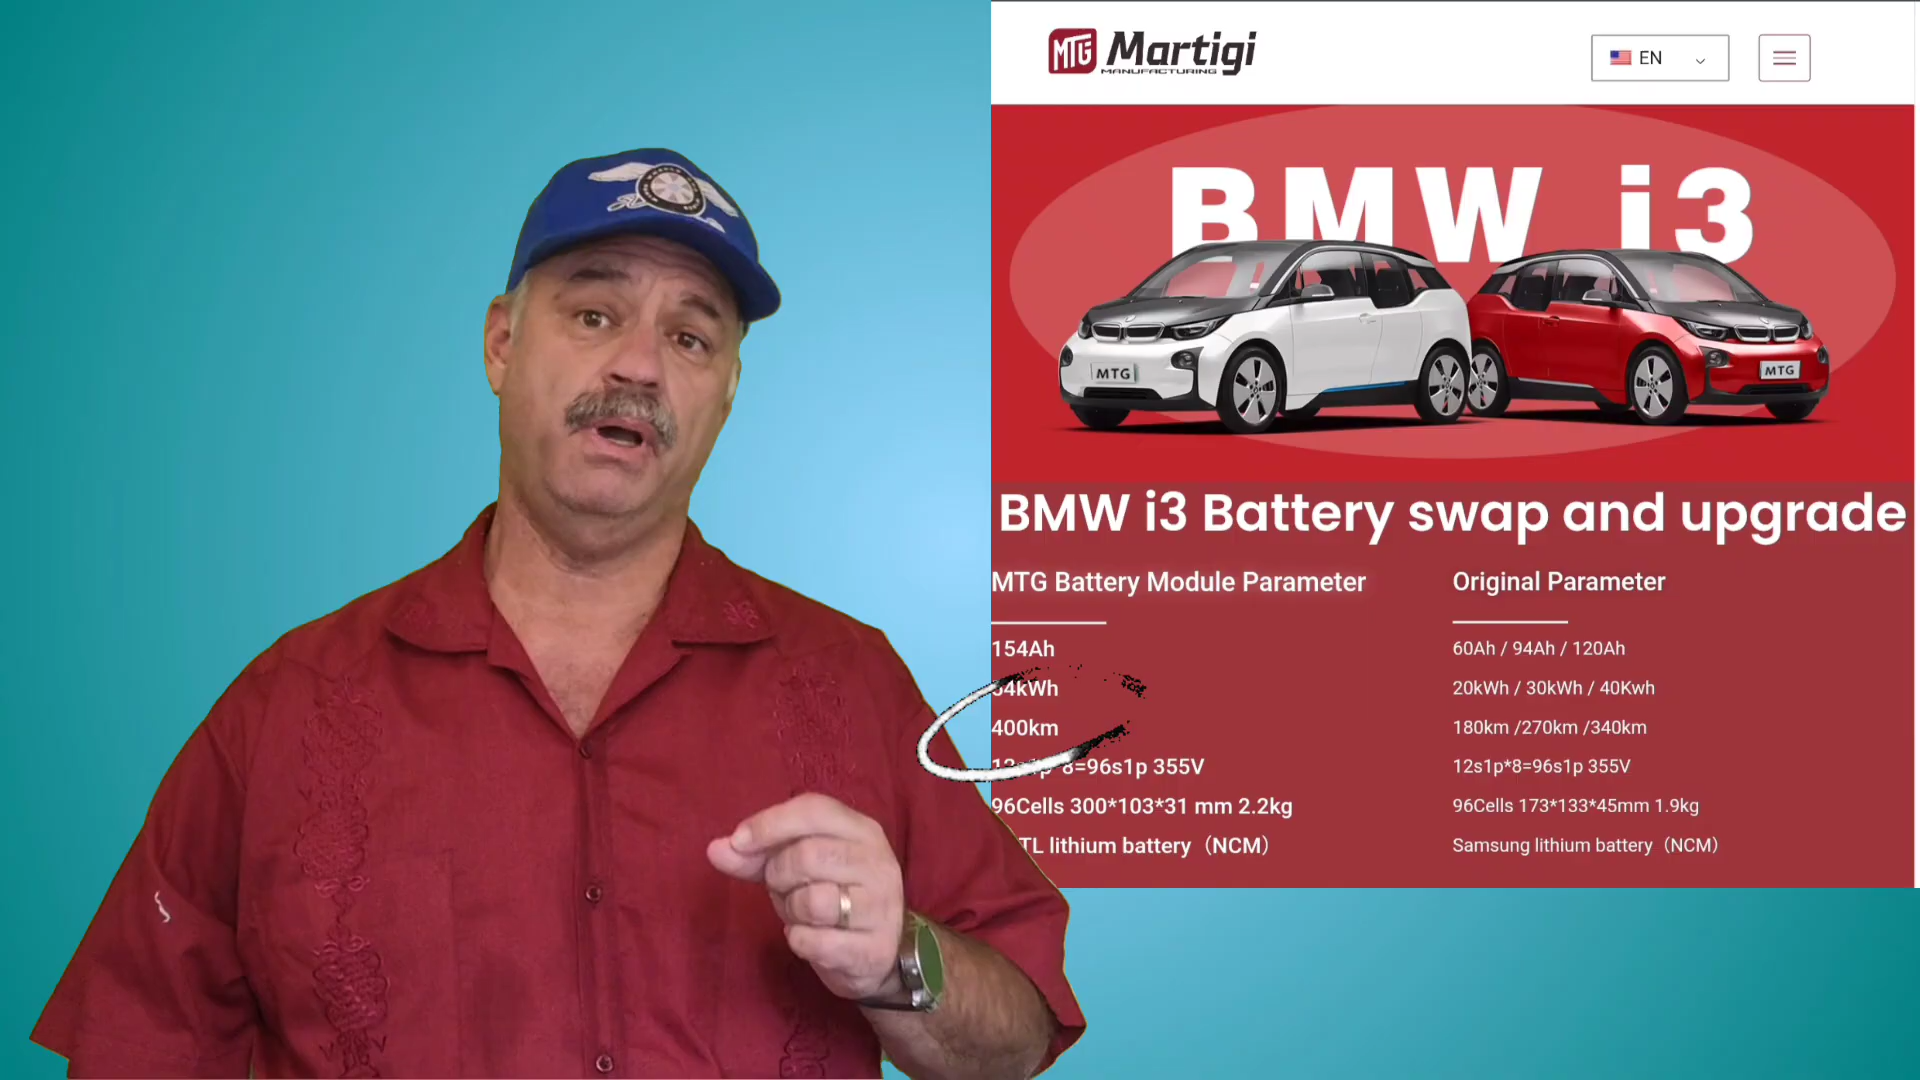 MTG Martigi
MANUFACTURING
EN
BMW i3
MTG
MTG
BMW i3 Battery swap and upgrade
MTG Battery Module Parameter
Original Parameter
154Ah
60Ah / 94Ah / 120Ah
20kWh / 30kWh / 40Kwh
400km
180km /270km /340km
8=96s1p 355V
12s1p*8=96s1p 355V
96Cells 300*103*31 mm 2.2kg
96Cells 173*133*45mm 1.9kg
lithium battery（NCM）
Samsung lithium battery（NCM）